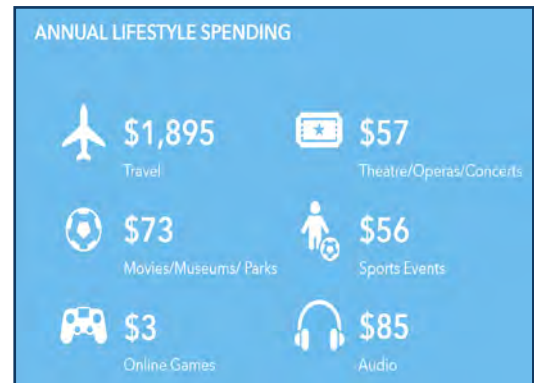 ANNUAL LIFESTYLE SPENDING
$1,895
Travel
$57
Theatre/Operas/Concerts
$73
Movies/Museums/ Parks
$56
Sports Events
$3
Online Games
$85
Audio